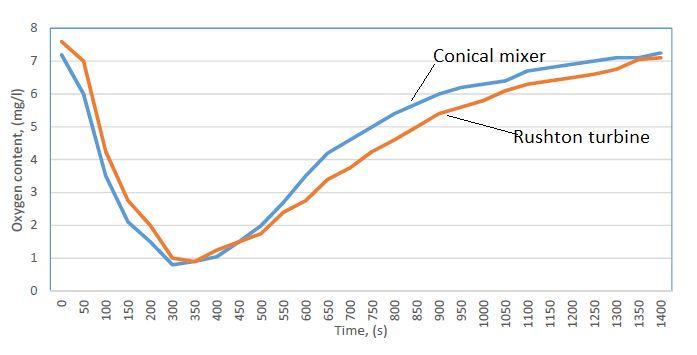 8
7
6
5
4
3
2
1
0
Oxygen content, (mg/l)
Conical mixer
Rushton turbine
0 50 100 150 200 300 350 400 450 500 550 600 650 700 750 800 850 900 950 1000 1050 1100 1150 1200 1250 1300 1350 1400
Time, (s)